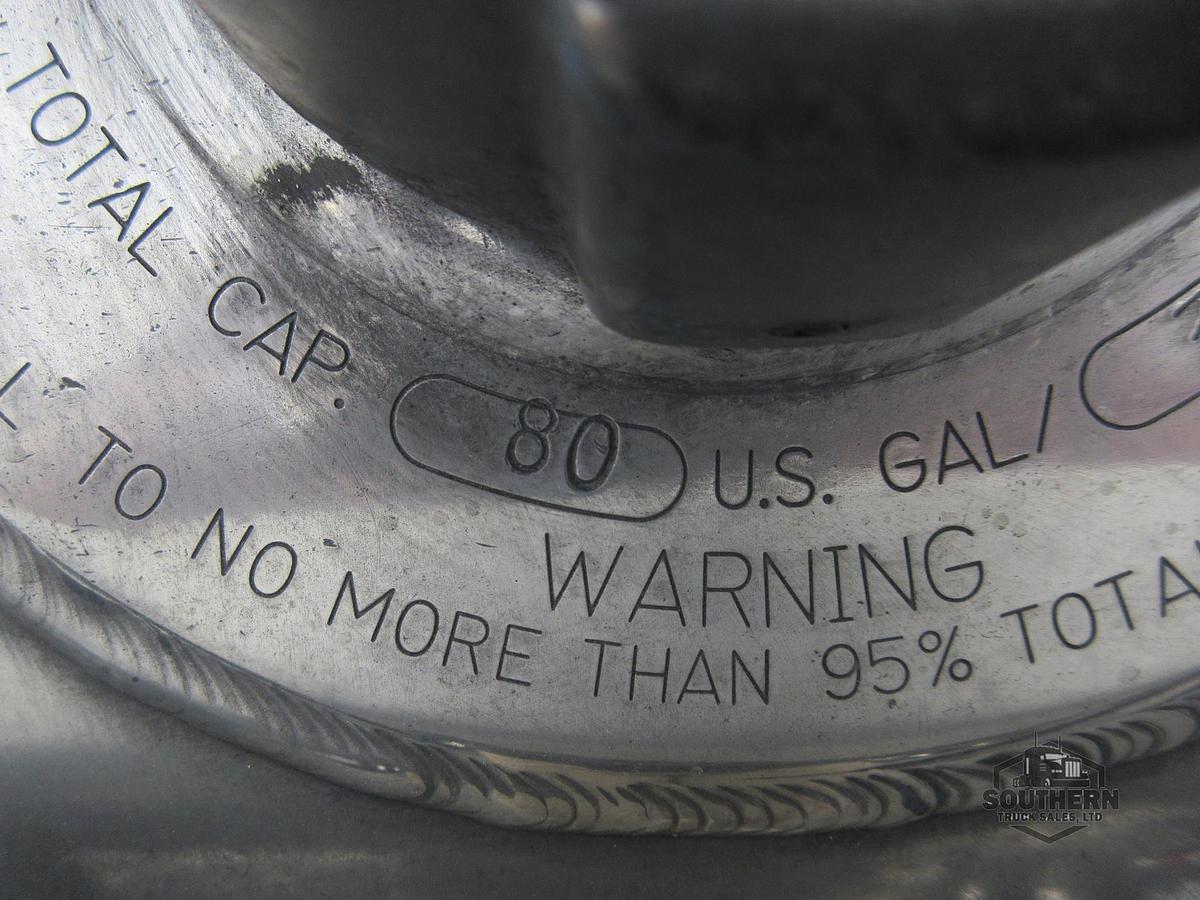 TOTAL CAP. 80 U.S. GAL/
WARNING
L TO NO MORE THAN 95% TOTA
SOUTHERN
TRUCK SALES, LTD